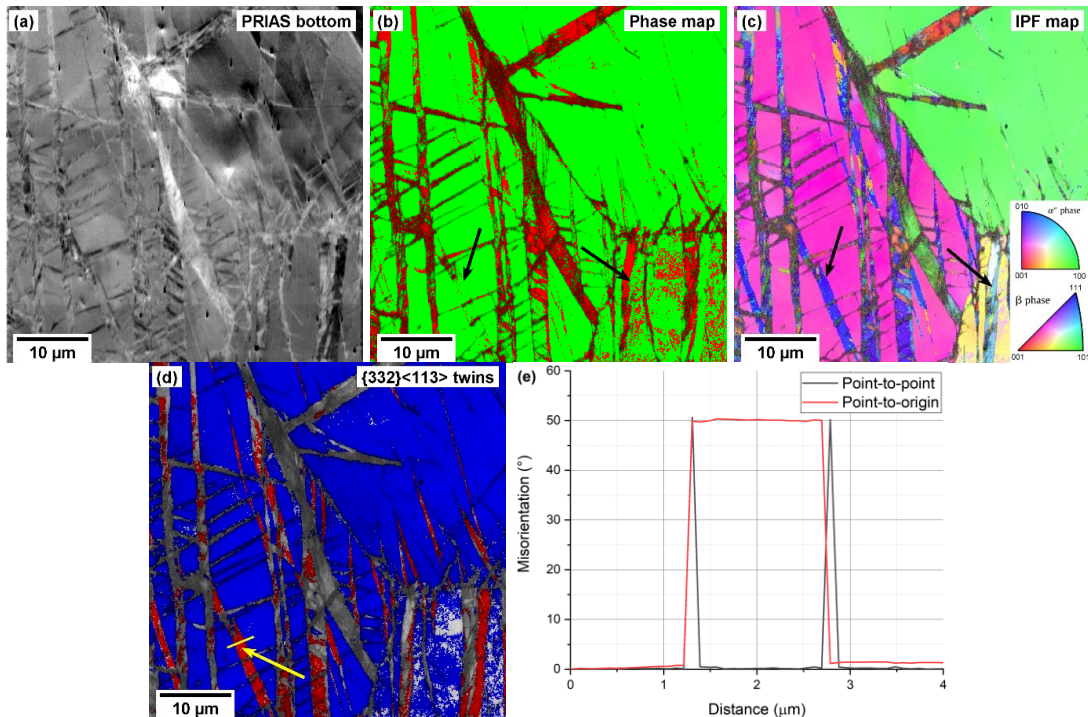 (a) PRIAS bottom
10 µm
(b) Phase map
10 µm
(c) IPF map
010 α" phase
001 100
111
β phase
001 101
10 µm
(d) {332}<113> twins
10 µm
(e)
Point-to-point
Point-to-origin
60
50
40
30
20
10
0
0 1 2 3 4
Misorientation (°)
Distance (µm)